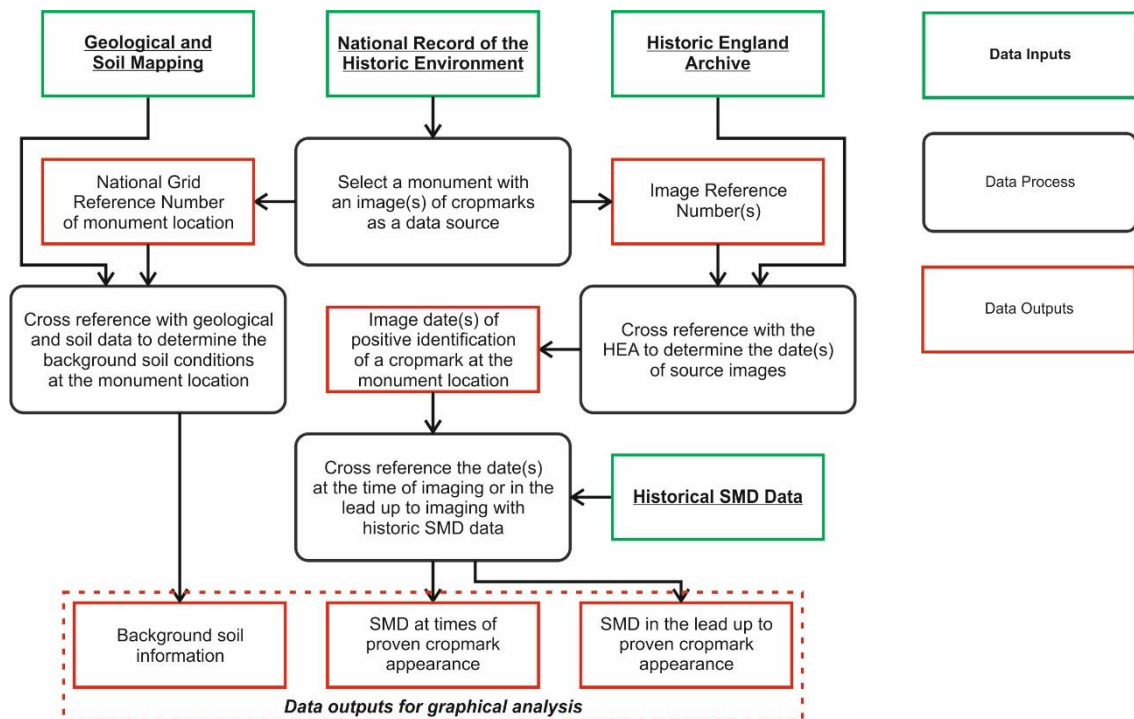 Geological and
Soil Mapping
National Record of the
Historic Environment
Historic England
Archive
Data Inputs
National Grid
Reference Number
of monument location
Select a monument with
an image(s) of cropmarks
as a data source
Image Reference
Number(s)
Data Process
Cross reference with geological
and soil data to determine the
background soil conditions
at the monument location
Image date(s) of
positive identification
of a cropmark at the
monument location
Cross reference with the
HEA to determine the date(s)
of source images
Data Outputs
Cross reference the date(s)
at the time of imaging or in the
lead up to imaging with
historic SMD data
Historical SMD Data
Background soil
information
SMD at times of
proven cropmark
appearance
SMD in the lead up to
proven cropmark
appearance
Data outputs for graphical analysis